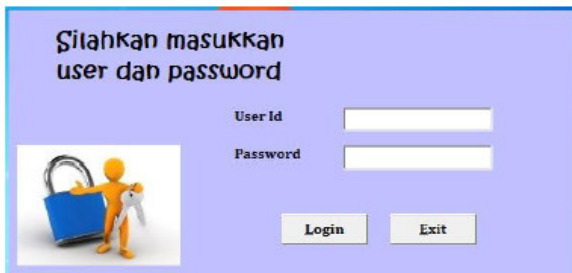 Silahkan masukkan
user dan password
User Id
Password
Login Exit